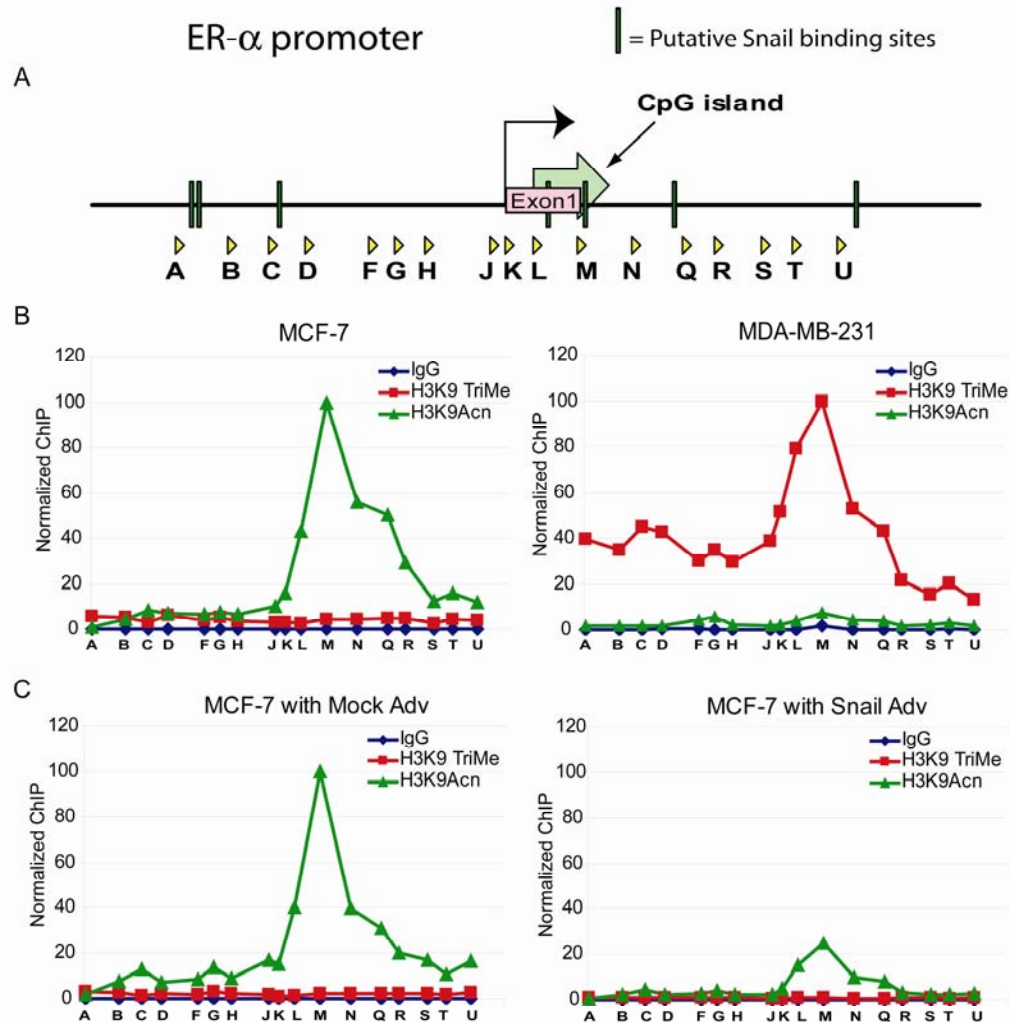 ER-α promoter
= Putative Snail binding sites
A
CpG island
Exon1
A B C D F G H J K L M N Q R S T U
B
MCF-7
120
100
80
60
40
20
0
Normalized ChIP
IgG
H3K9 TriMe
H3K9Acn
A B C D F G H J K L M N Q R S T U
MDA-MB-231
120
100
80
60
40
20
0
Normalized ChIP
IgG
H3K9 TriMe
H3K9Acn
A B C D F G H J K L M N Q R S T U
C
MCF-7 with Mock Adv
120
100
80
60
40
20
0
Normalized ChIP
IgG
H3K9 TriMe
H3K9Acn
A B C D F G H J K L M N Q R S T U
MCF-7 with Snail Adv
120
100
80
60
40
20
0
Normalized ChIP
IgG
H3K9 TriMe
H3K9Acn
A B C D F G H J K L M N Q R S T U